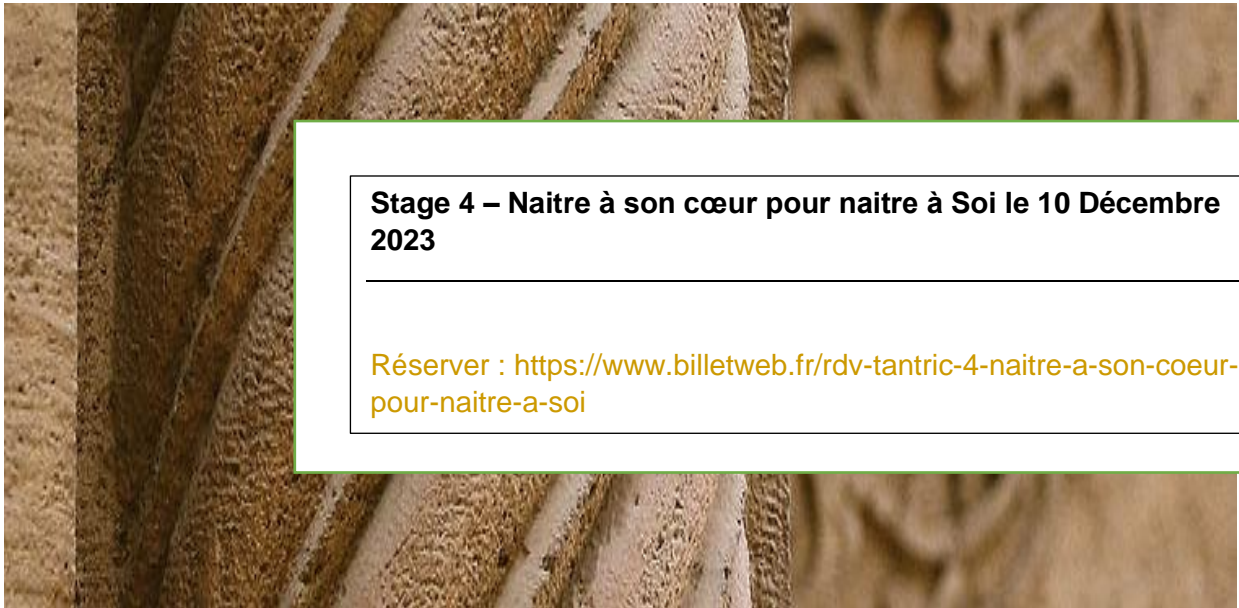 Stage 4 – Naitre à son cœur pour naitre à Soi le 10 Décembre
2023
Réserver : https://www.billetweb.fr/rdv-tantric-4-naitre-a-son-coeur-
pour-naitre-a-soi